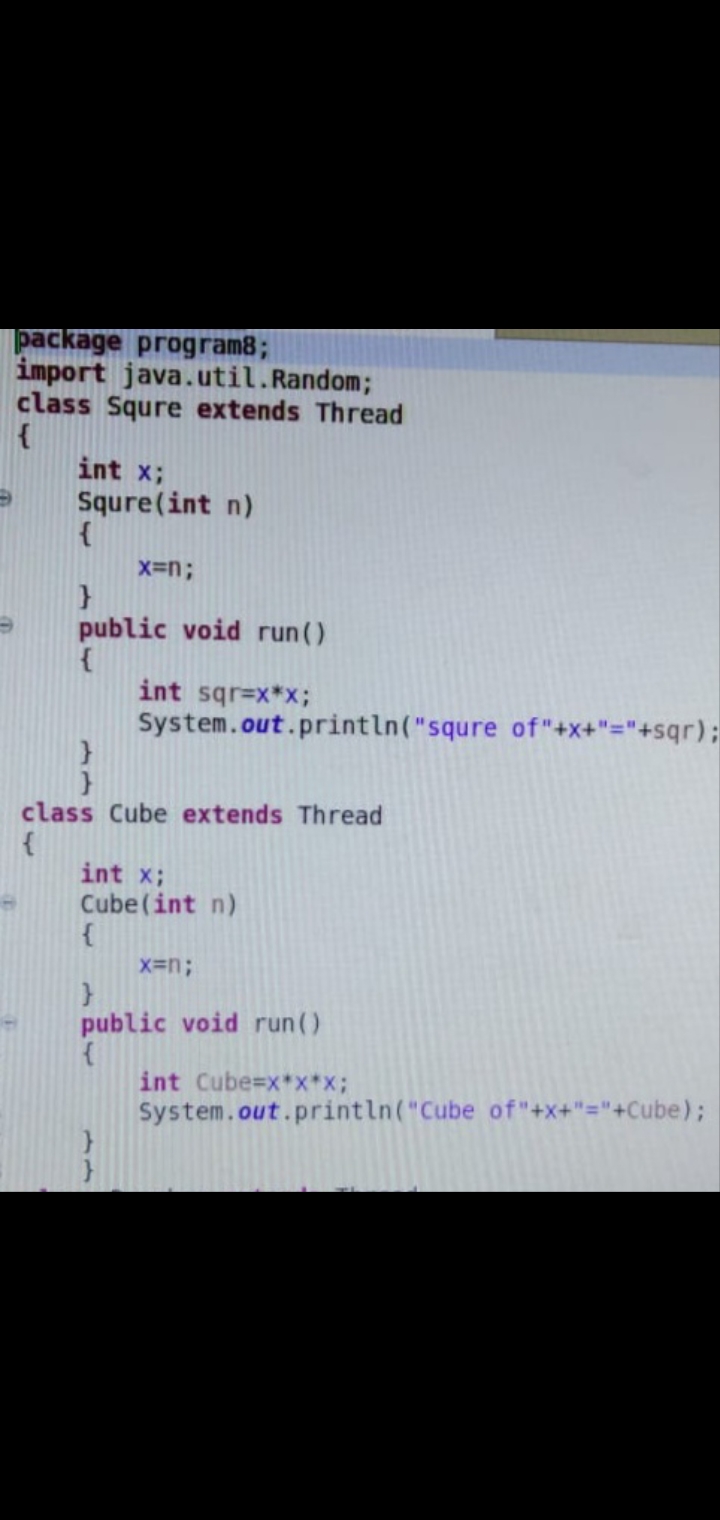 package program8;
import java.util.Random;
class Squre extends Thread
{
int x;
Squre(int n)
{
x=n;
}
public void run()
{
int sqr=x*x;
System.out.println("squre of"+x+"="+sqr);
}
}
class Cube extends Thread
{
int x;
Cube(int n)
{
x=n;
}
public void run()
{
int Cube=x*x*x;
System.out.println("Cube of"+x+"="+Cube);
}
}